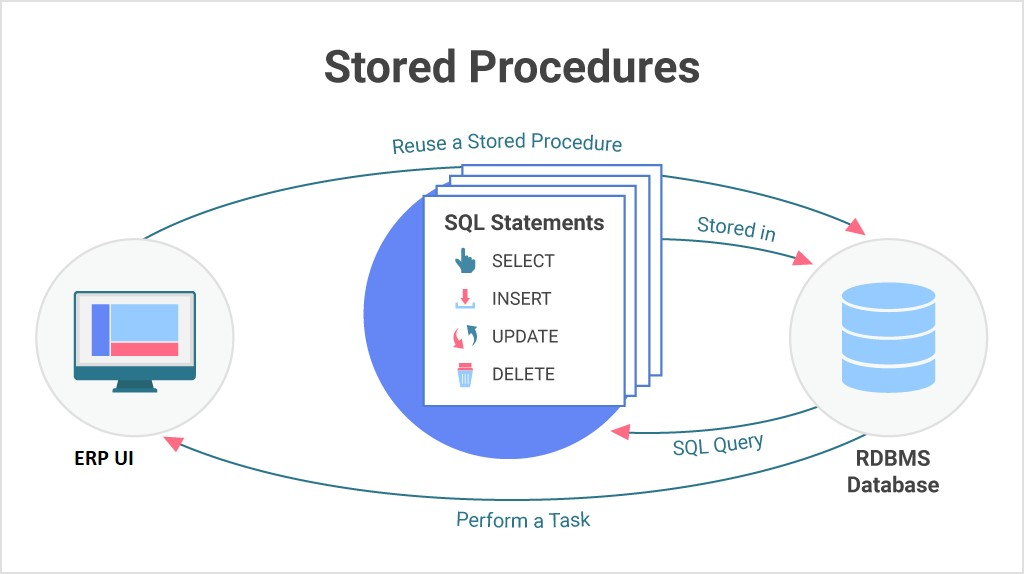 Stored Procedures
Reuse a Stored Procedure
SQL Statements
SELECT
INSERT
UPDATE
DELETE
Stored in
ERP UI
SQL Query
RDBMS
Database
Perform a Task